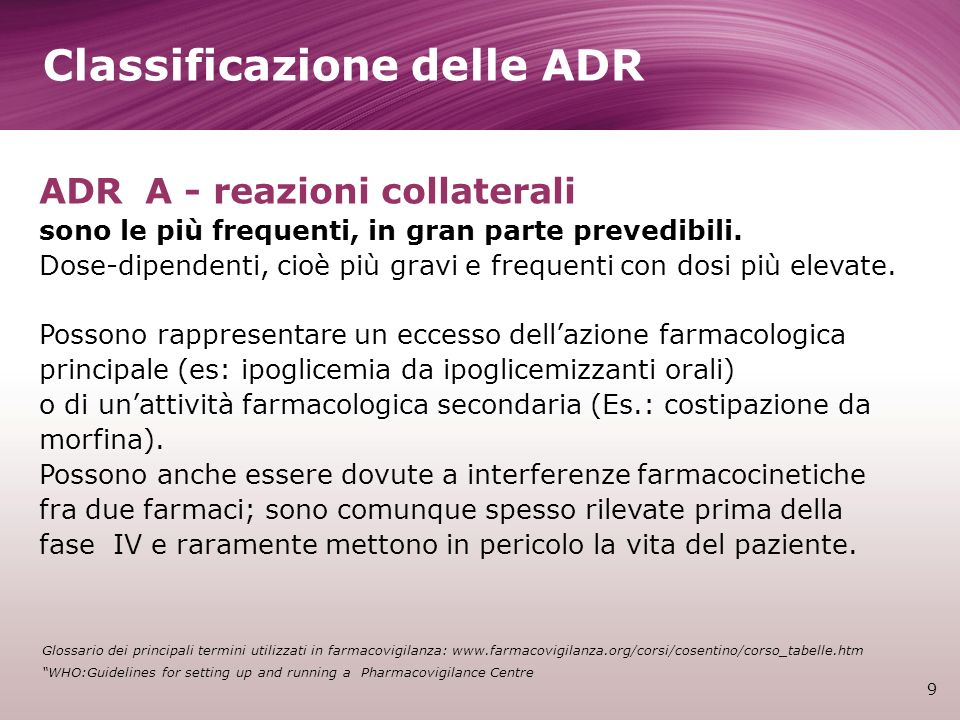 Classificazione delle ADR
ADR A - reazioni collaterali
sono le più frequenti, in gran parte prevedibili.
Dose-dipendenti, cioè più gravi e frequenti con dosi più elevate.
Possono rappresentare un eccesso dell’azione farmacologica
principale (es: ipoglicemia da ipoglicemizzanti orali)
o di un’attività farmacologica secondaria (Es.: costipazione da
morfina).
Possono anche essere dovute a interferenze farmacocinetiche
fra due farmaci; sono comunque spesso rilevate prima della
fase IV e raramente mettono in pericolo la vita del paziente.
Glossario dei principali termini utilizzati in farmacovigilanza: www.farmacovigilanza.org/corsi/cosentino/corso_tabelle.htm
“WHO:Guidelines for setting up and running a Pharmacovigilance Centre
9